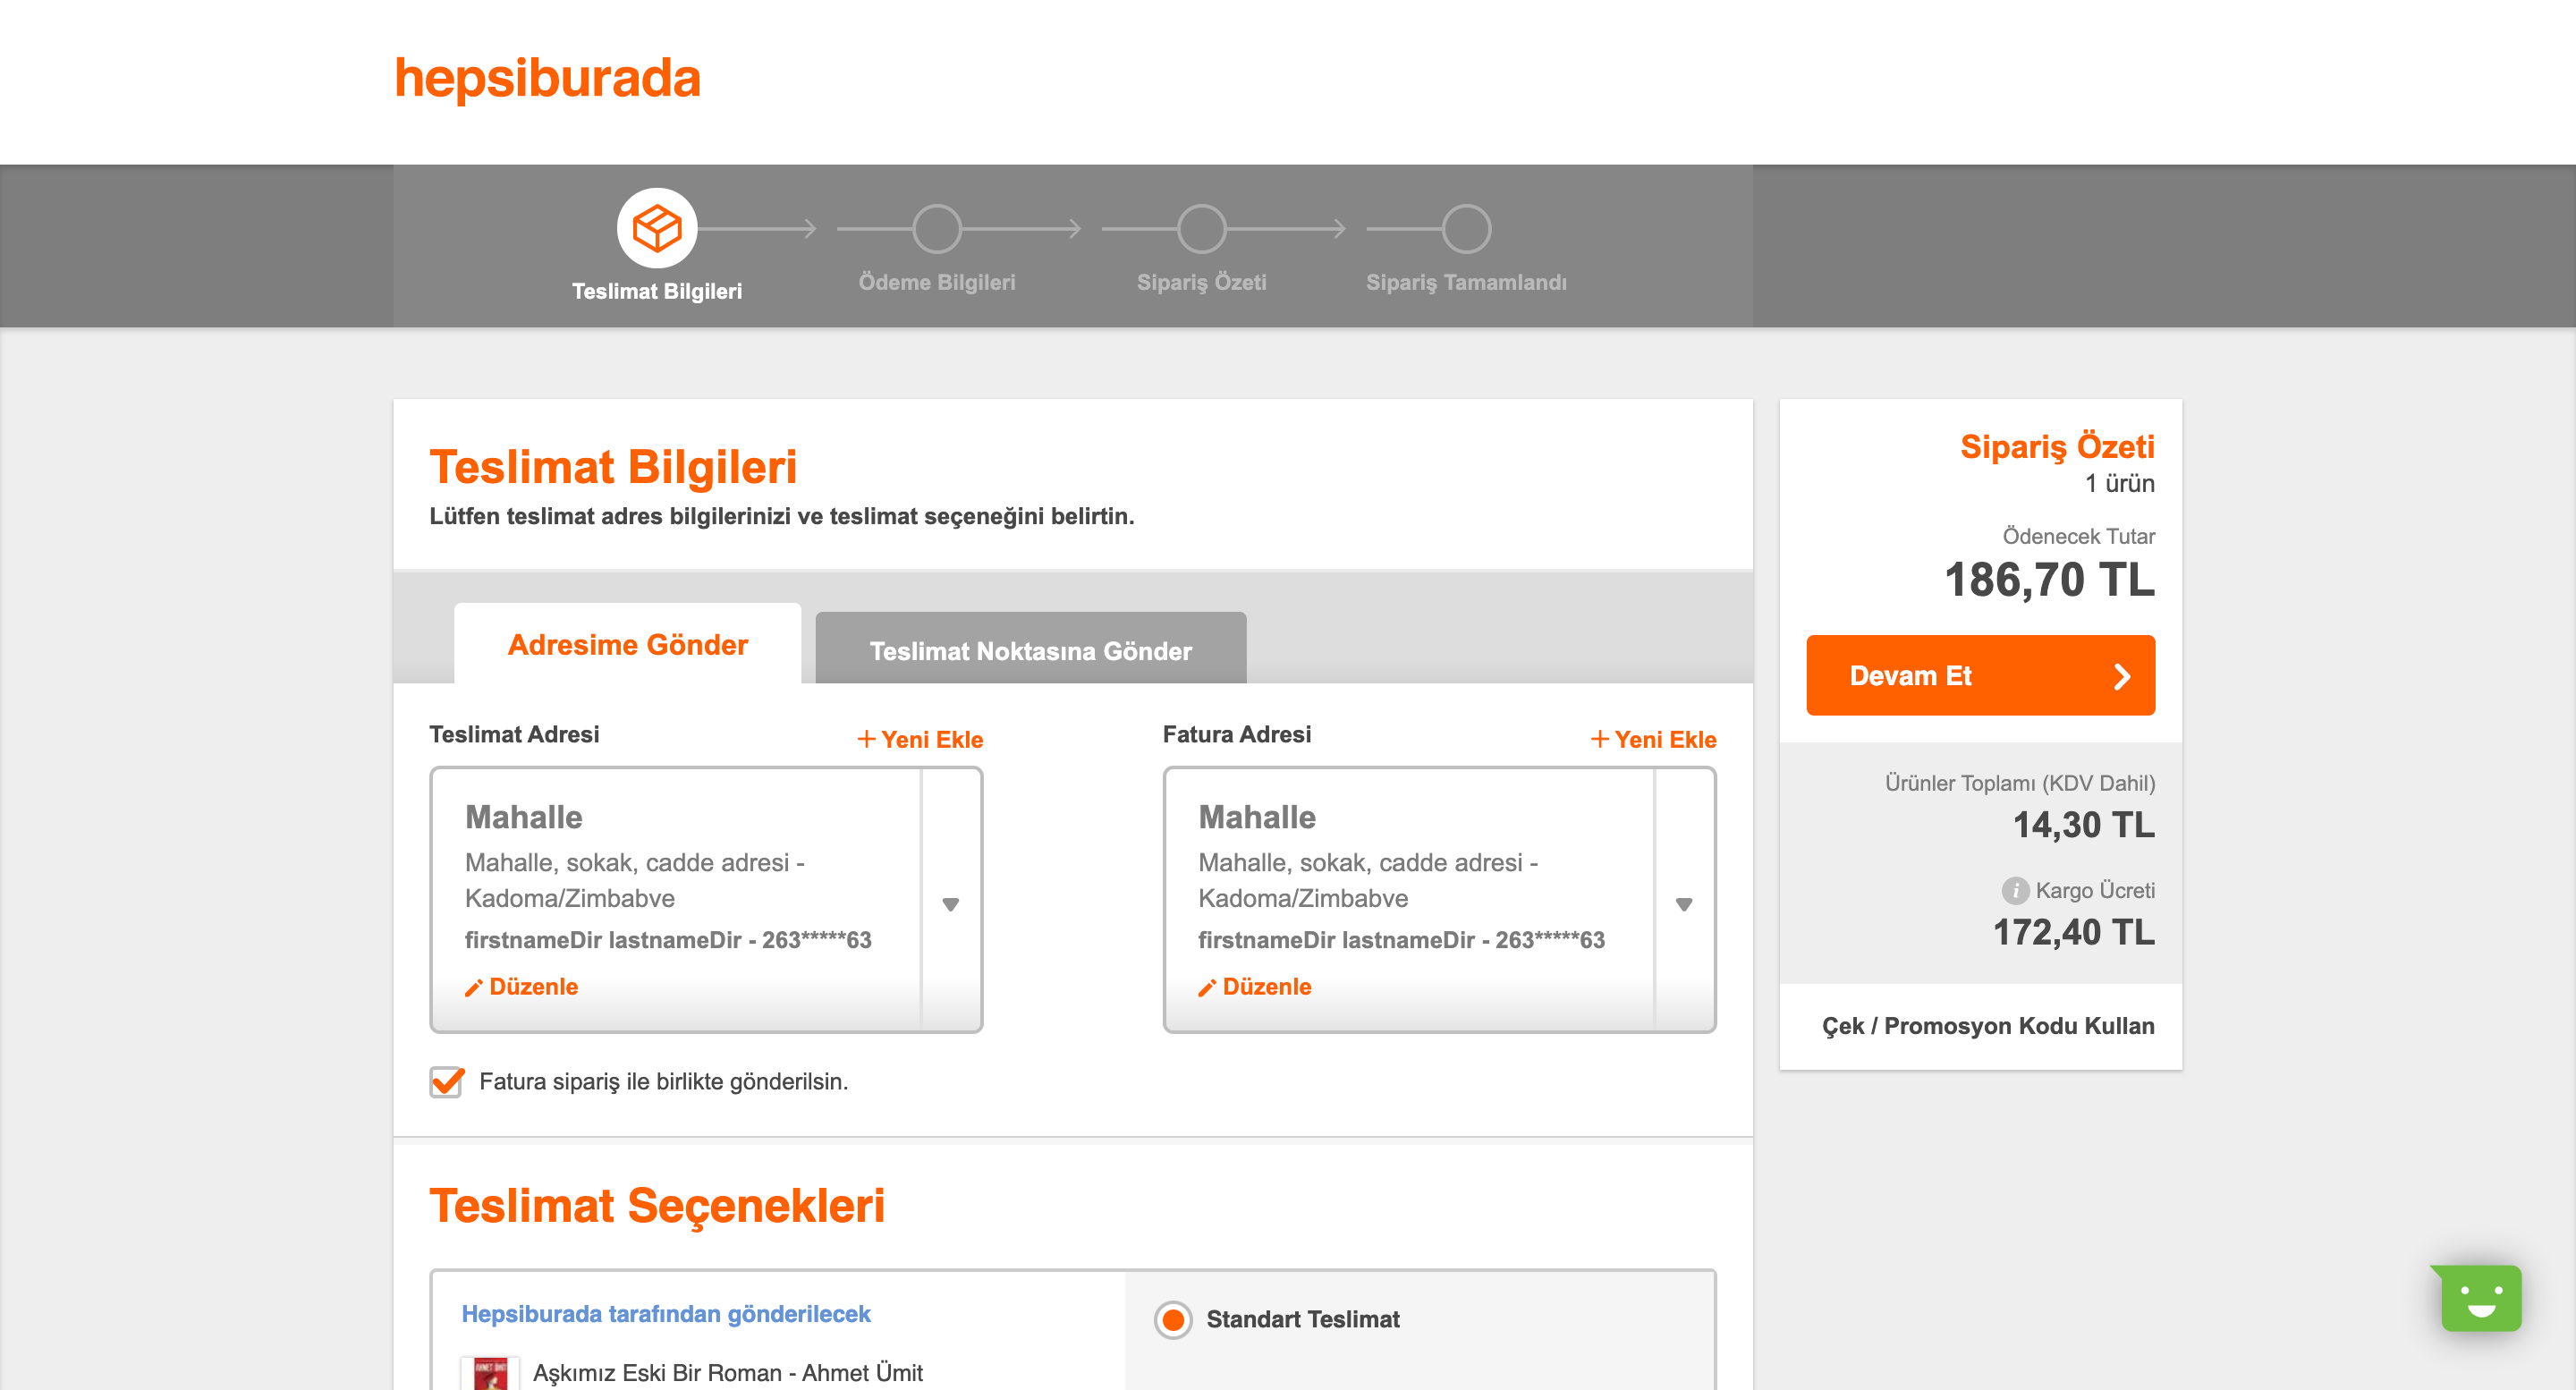 hepsiburada
Teslimat Bilgileri
Ödeme Bilgileri
Sipariş Özeti
Sipariş Tamamlandı
Teslimat Bilgileri
Lütfen teslimat adres bilgilerinizi ve teslimat seçeneğini belirtin.
Adresime Gönder
Teslimat Noktasına Gönder
Teslimat Adresi
+ Yeni Ekle
Mahalle
Mahalle, sokak, cadde adresi -
Kadoma/Zimbabve
firstnameDir lastnameDir - 263*****63
Düzenle
Fatura Adresi
+ Yeni Ekle
Mahalle
Mahalle, sokak, cadde adresi -
Kadoma/Zimbabve
firstnameDir lastnameDir - 263*****63
Düzenle
Fatura sipariş ile birlikte gönderilsin.
Teslimat Seçenekleri
Hepsiburada tarafından gönderilecek
Aşkımız Eski Bir Roman - Ahmet Ümit
Standart Teslimat
Sipariş Özeti
1 ürün
Ödenecek Tutar
186,70 TL
Devam Et
Ürünler Toplamı (KDV Dahil)
14,30 TL
i Kargo Ücreti
172,40 TL
Çek / Promosyon Kodu Kullan